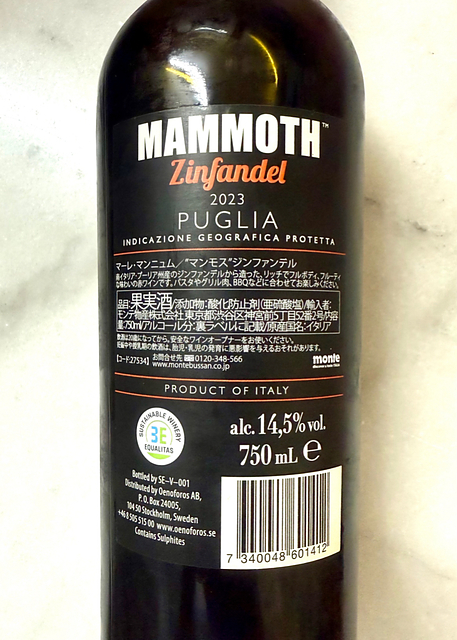 MAMMOTH™
Zinfandel
2023
PUGLIA
INDICAZIONE GEOGRAFICA PROTETTA
マーレ・マンニュム／“マンモス”ジンファンデル
南イタリア・プーリア州産のジンファンデルから造った、リッチでフルボディ、フルーティ
な味わいの赤ワインです。パスタやグリル肉、BBQなどに合わせてお楽しみください。
品目 果実酒/添加物:酸化防止剤(亜硫酸塩)/輸入者:
モンテ物産株式会社 東京都渋谷区神宮前5丁目52番2号/内容
量:750ml/アルコール分:裏ラベルに記載/原産国名:イタリア
飲酒は20歳になってから。安全なワインオープナーをお使いください。
妊娠中や授乳期の飲酒は、胎児・乳児の発育に悪影響を与えるおそれがあります。
【コード:27534】 お問合せ先 0120-348-566
www.montebussan.co.jp
monte
PRODUCT OF ITALY
SUSTAINABLE WINERY
3E
EQUALITAS
alc. 14,5% vol.
750 mL ℮
Bottled by SE-V-001
Distributed by Oenoforos AB,
P. O. Box 24005,
104 50 Stockholm, Sweden
+46 8 505 515 00 www.oenoforos.se
Contains Sulphites
7 340048 601412